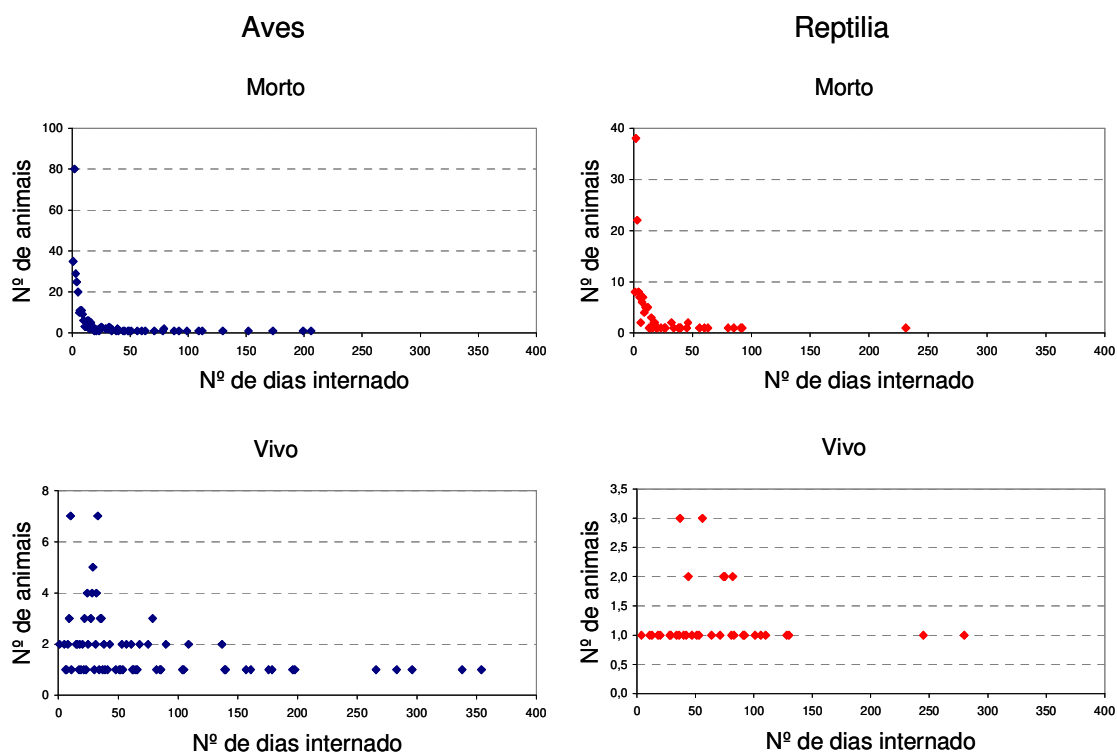 Aves
Reptilia
Morto
Morto
100
80
60
40
20
0
Nº de animais
0 50 100 150 200 250 300 350 400
Nº de dias internado
40
30
20
10
0
Nº de animais
0 50 100 150 200 250 300 350 400
Nº de dias internado
Vivo
Vivo
8
6
4
2
0
Nº de animais
0 50 100 150 200 250 300 350 400
Nº de dias internado
3,5
3,0
2,5
2,0
1,5
1,0
0,5
0,0
Nº de animais
0 50 100 150 200 250 300 350 400
Nº de dias internado